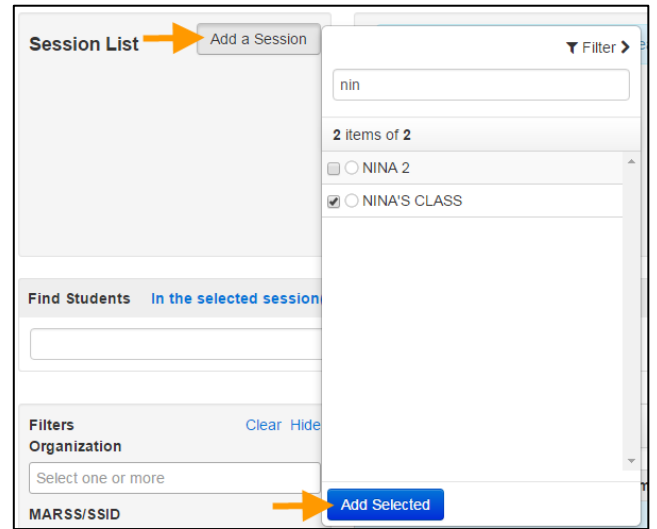 Session List
Add a Session
Filter
nin
2 items of 2
NINA 2
NINA'S CLASS
Find Students In the selected session
Filters Clear Hide
Organization
Select one or more
MARSS/SSID
Add Selected